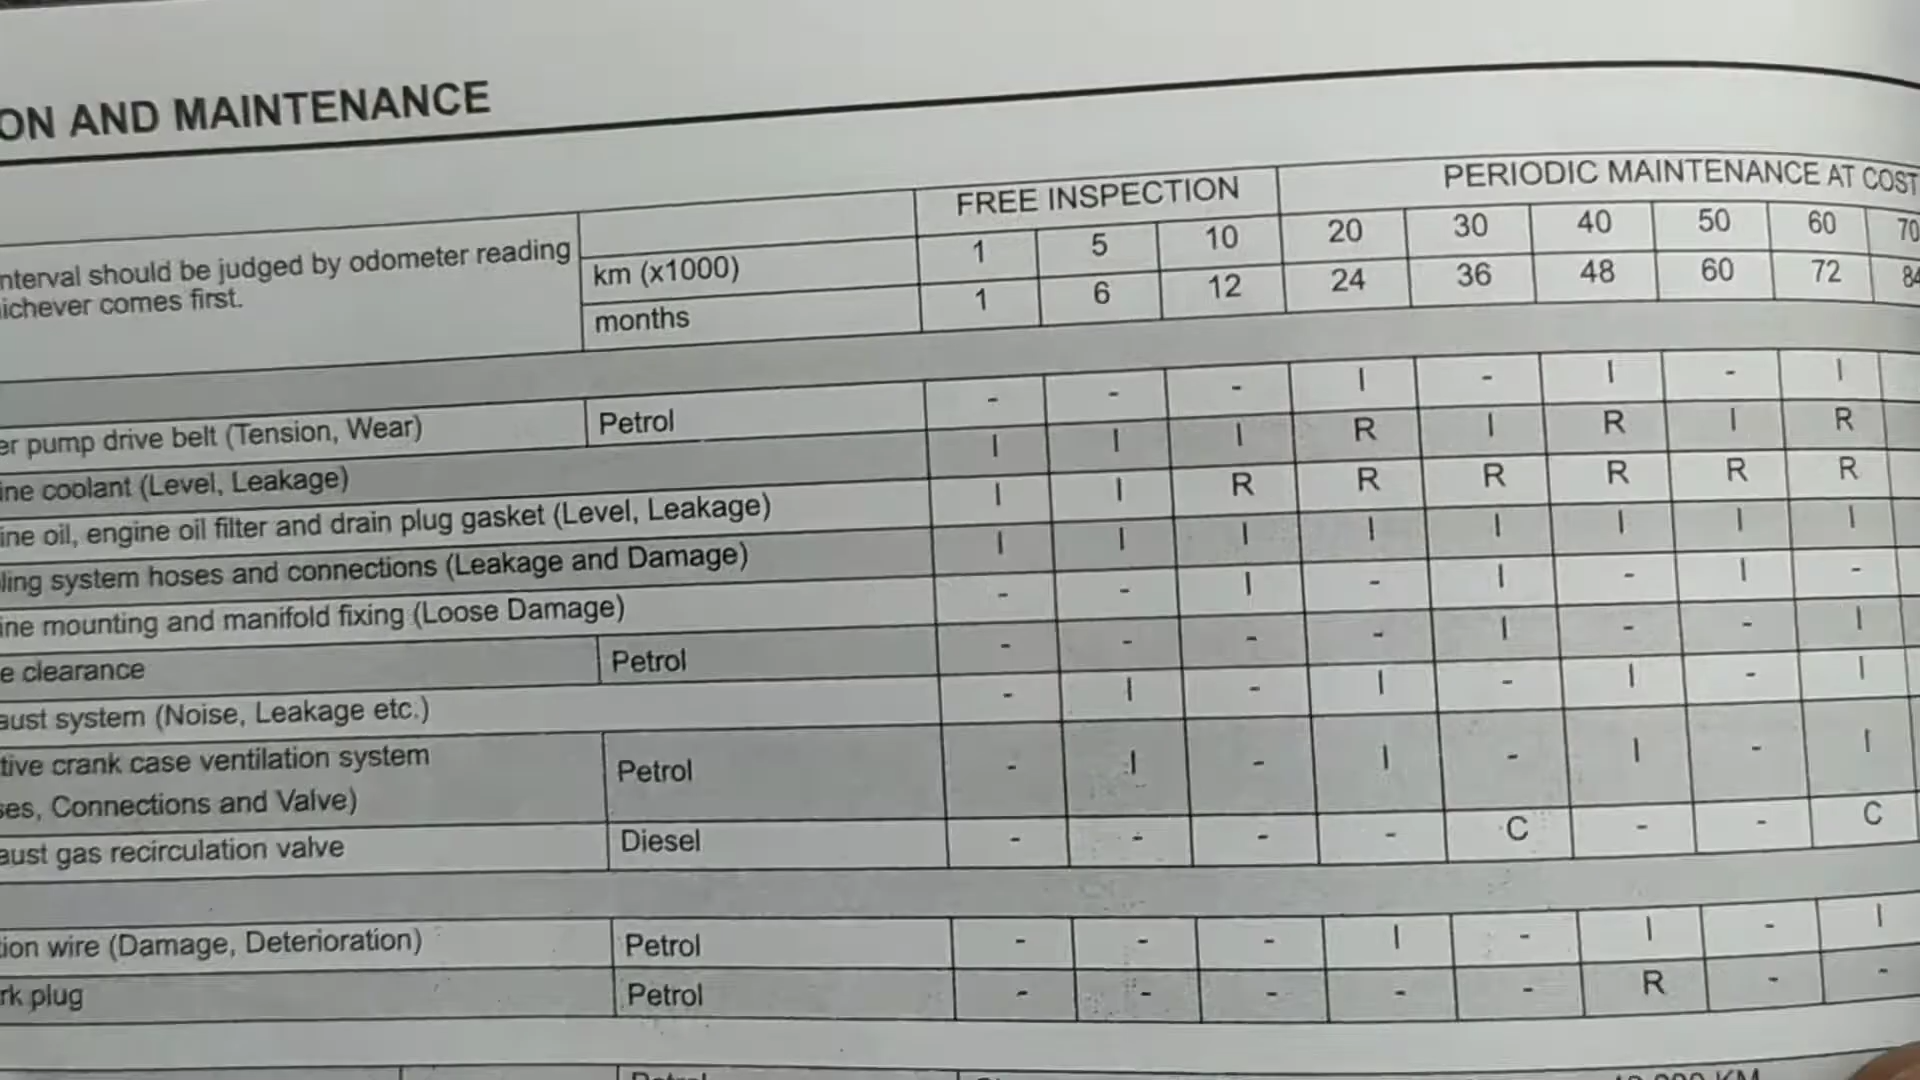 ON AND MAINTENANCE
FREE INSPECTION PERIODIC MAINTENANCE AT COST
nterval should be judged by odometer reading km (x1000) 1 5 10 20 30 40 50 60 70
ichever comes first. months 1 6 12 24 36 48 60 72 84
er pump drive belt (Tension, Wear) Petrol - - - I - I - I
ine coolant (Level, Leakage) I I I R I R I R
ine oil, engine oil filter and drain plug gasket (Level, Leakage) I I R R R R R R
ling system hoses and connections (Leakage and Damage) I I I I I I I I
ine mounting and manifold fixing (Loose Damage) - - I - I - I -
e clearance Petrol - - - - I - - I
aust system (Noise, Leakage etc.) - I - I - I - I
tive crank case ventilation system
ses, Connections and Valve) Petrol - I - I - I - I
aust gas recirculation valve Diesel - - - - C - - C
tion wire (Damage, Deterioration) Petrol - - - I - I - I
rk plug Petrol - - - - - R - -